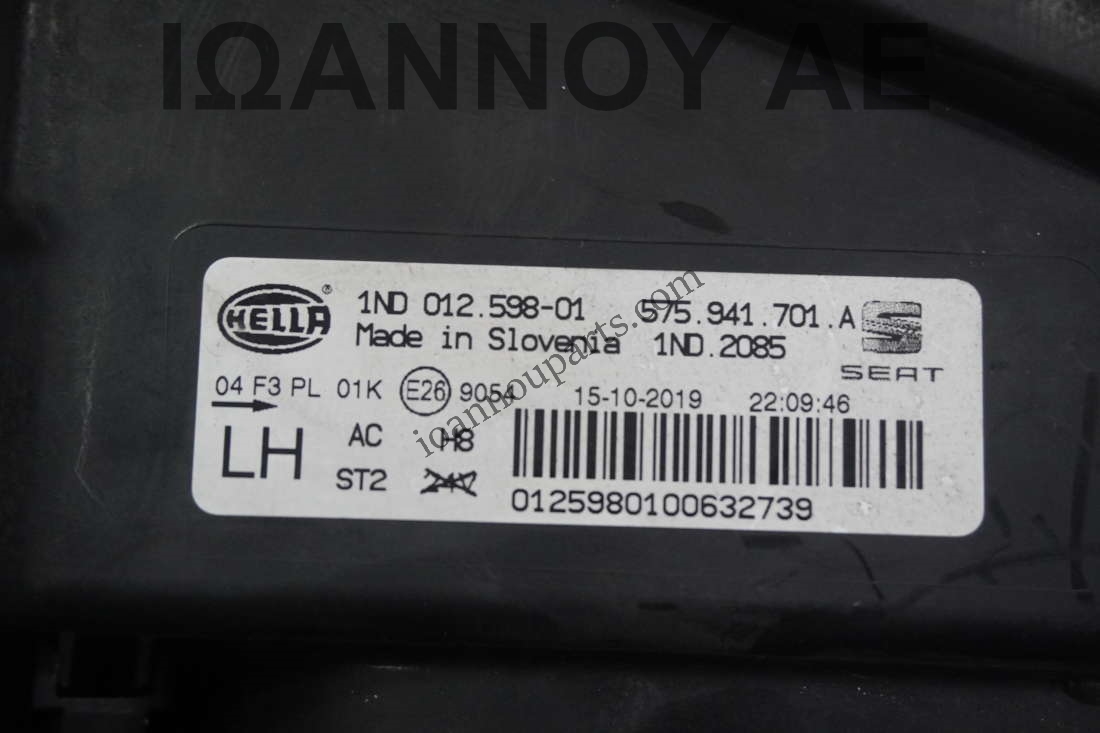 ΙΩΑΝΝΟΥ ΑΕ
HELLA ® 1ND 012.598-01 575.941.701.A
Made in Slovenia 1ND.2085
SEAT
04 F3 PL 01K E26 9054 15-10-2019 22:09:46
LH AC H8
ST2 24V
0125980100632739
ioannouparts.com